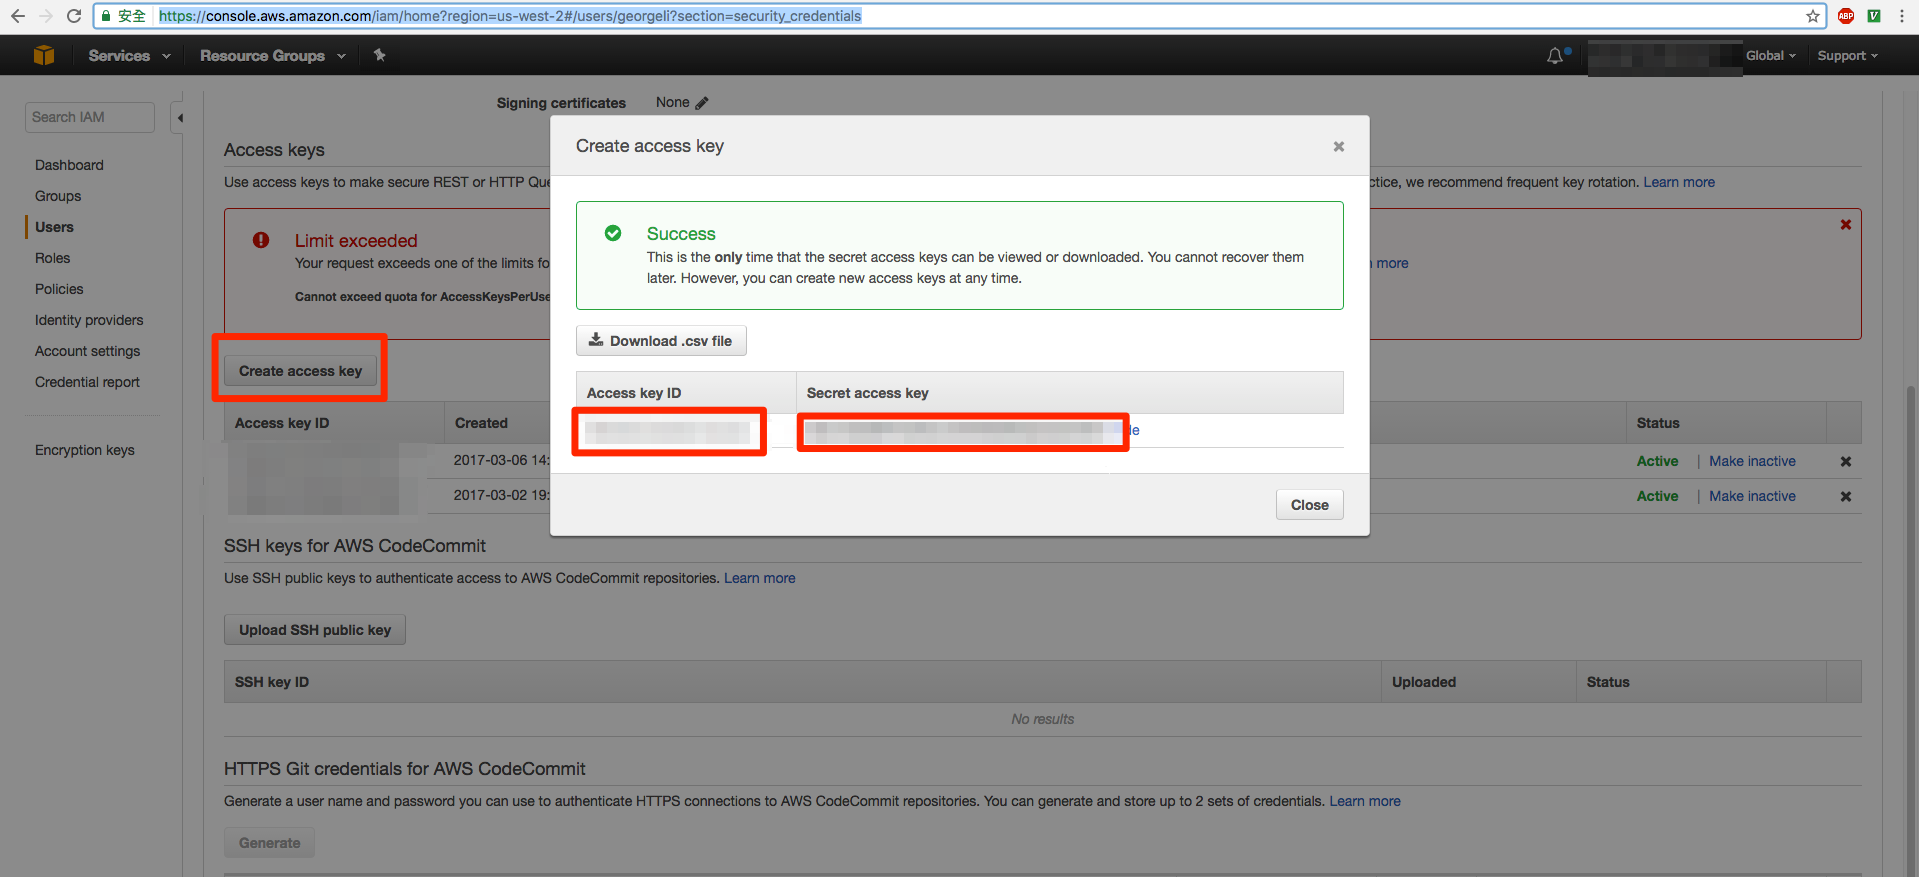 安全 https://console.aws.amazon.com/iam/home?region=us-west-2#/users/georgeli?section=security_credentials ABP V
Services Resource Groups Global Support
Search IAM
Dashboard
Groups
Users
Roles
Policies
Identity providers
Account settings
Credential report
Encryption keys
Signing certificates None
Access keys
Use access keys to make secure REST or HTTP Que
ctice, we recommend frequent key rotation. Learn more
Limit exceeded
Your request exceeds one of the limits fo
more
Cannot exceed quota for AccessKeysPerUse
Create access key
Access key ID Created Status
2017-03-06 14: Active | Make inactive
2017-03-02 19: Active | Make inactive
Create access key
Success
This is the only time that the secret access keys can be viewed or downloaded. You cannot recover them
later. However, you can create new access keys at any time.
Download .csv file
Access key ID Secret access key
Close
SSH keys for AWS CodeCommit
Use SSH public keys to authenticate access to AWS CodeCommit repositories. Learn more
Upload SSH public key
SSH key ID Uploaded Status
No results
HTTPS Git credentials for AWS CodeCommit
Generate a user name and password you can use to authenticate HTTPS connections to AWS CodeCommit repositories. You can generate and store up to 2 sets of credentials. Learn more
Generate